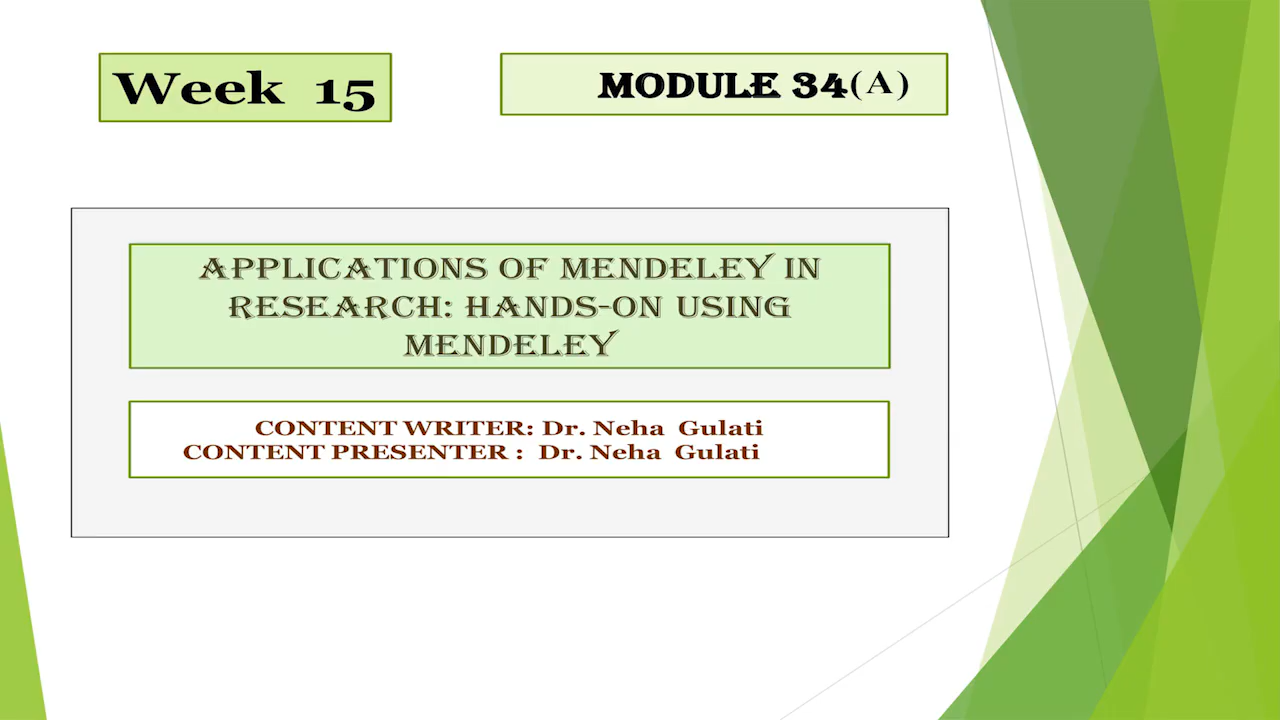 Week 15
MODULE 34(A)
APPLICATIONS OF MENDELEY IN
RESEARCH: HANDS-ON USING
MENDELEY
CONTENT WRITER: Dr. Neha Gulati
CONTENT PRESENTER : Dr. Neha Gulati